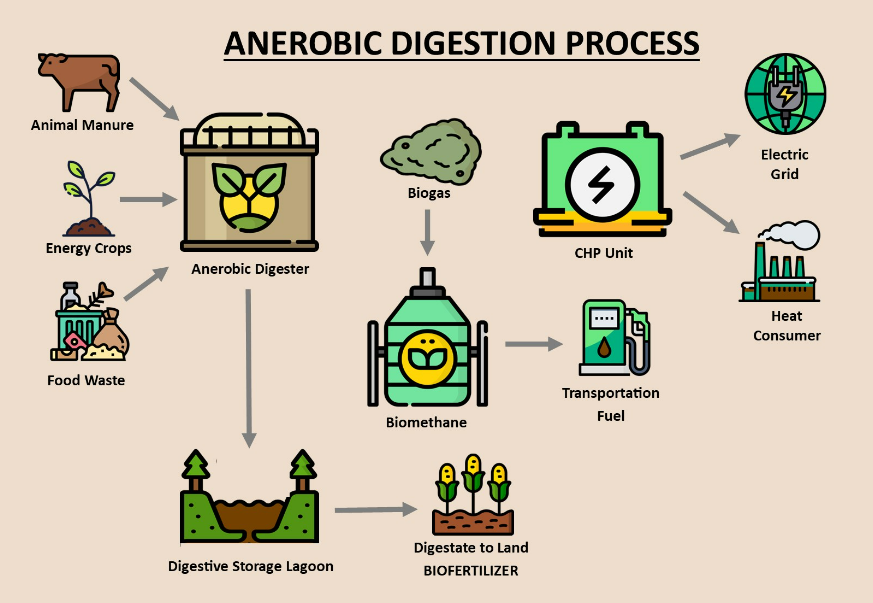 ANEROBIC DIGESTION PROCESS
Animal Manure
Energy Crops
Food Waste
Anerobic Digester
Biogas
CHP Unit
Electric
Grid
Heat
Consumer
Biomethane
Transportation
Fuel
Digestive Storage Lagoon
Digestate to Land
BIOFERTILIZER